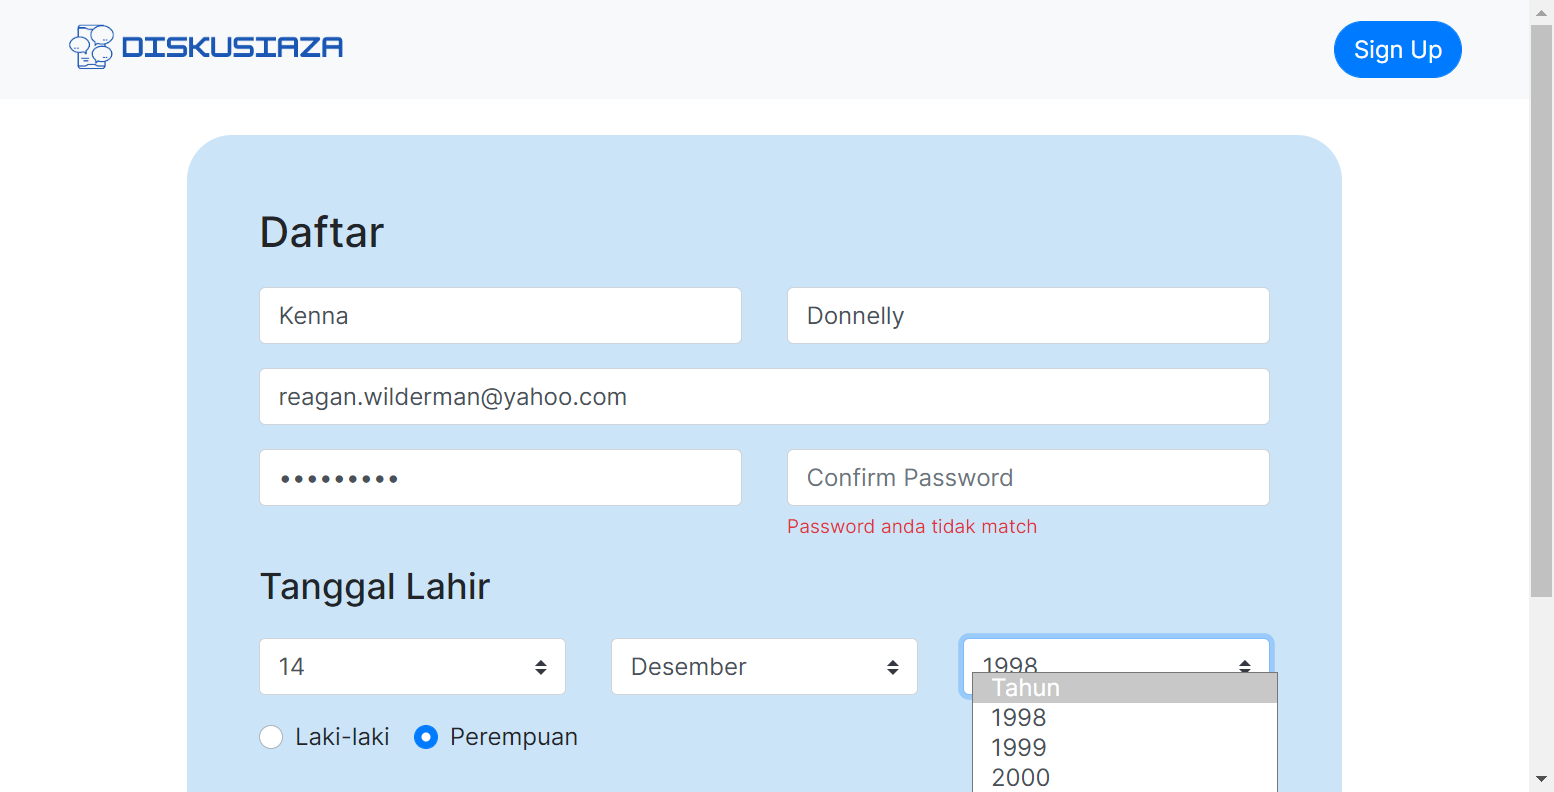 DISKUSIAZA
Sign Up
Daftar
Kenna
Donnelly
reagan.wilderman@yahoo.com
•••••••••
Confirm Password
Password anda tidak match
Tanggal Lahir
14
Desember
1998
Tahun
1998
1999
2000
Laki-laki
Perempuan